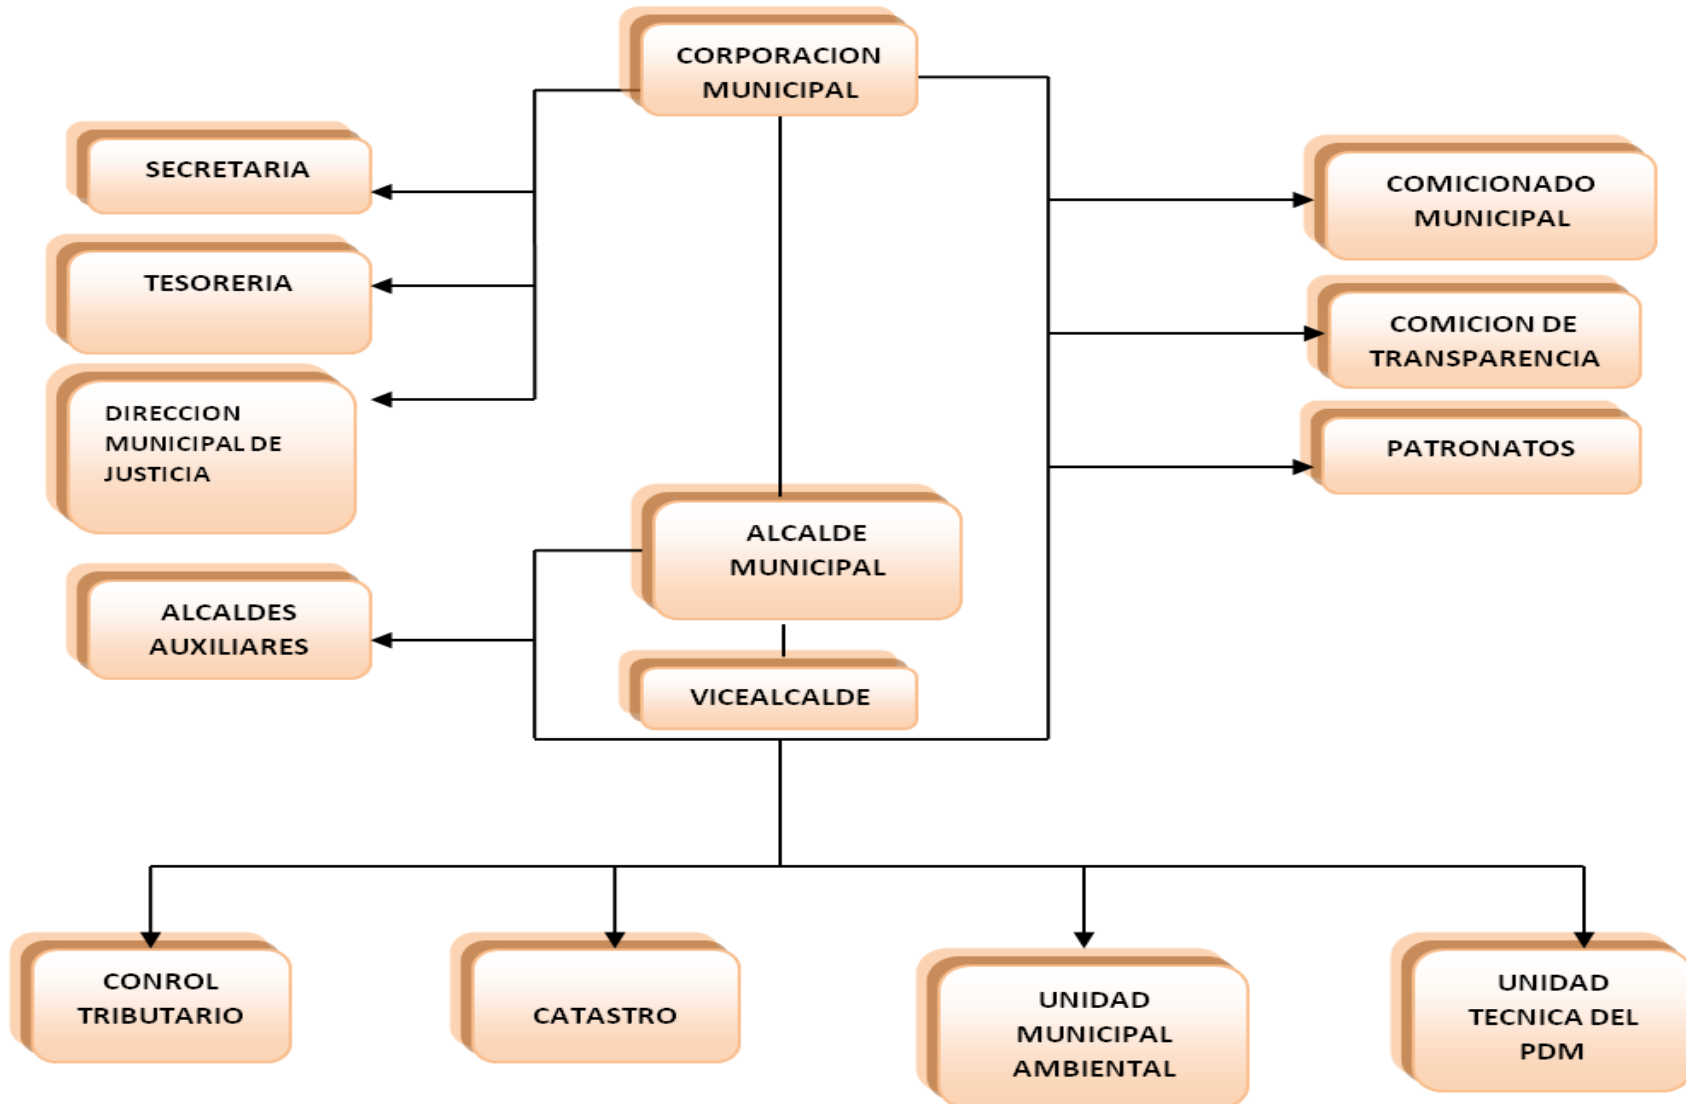 CORPORACION
MUNICIPAL
SECRETARIA
COMICIONADO
MUNICIPAL
TESORERIA
COMICION DE
TRANSPARENCIA
DIRECCION
MUNICIPAL DE
JUSTICIA
PATRONATOS
ALCALDE
MUNICIPAL
ALCALDES
AUXILIARES
VICEALCALDE
CONROL
TRIBUTARIO
CATASTRO
UNIDAD
MUNICIPAL
AMBIENTAL
UNIDAD
TECNICA DEL
PDM